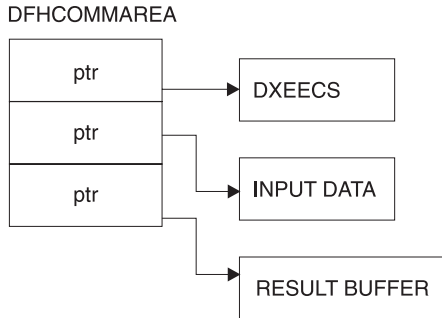 DFHCOMMAREA
ptr
DXEECS
ptr
INPUT DATA
ptr
RESULT BUFFER